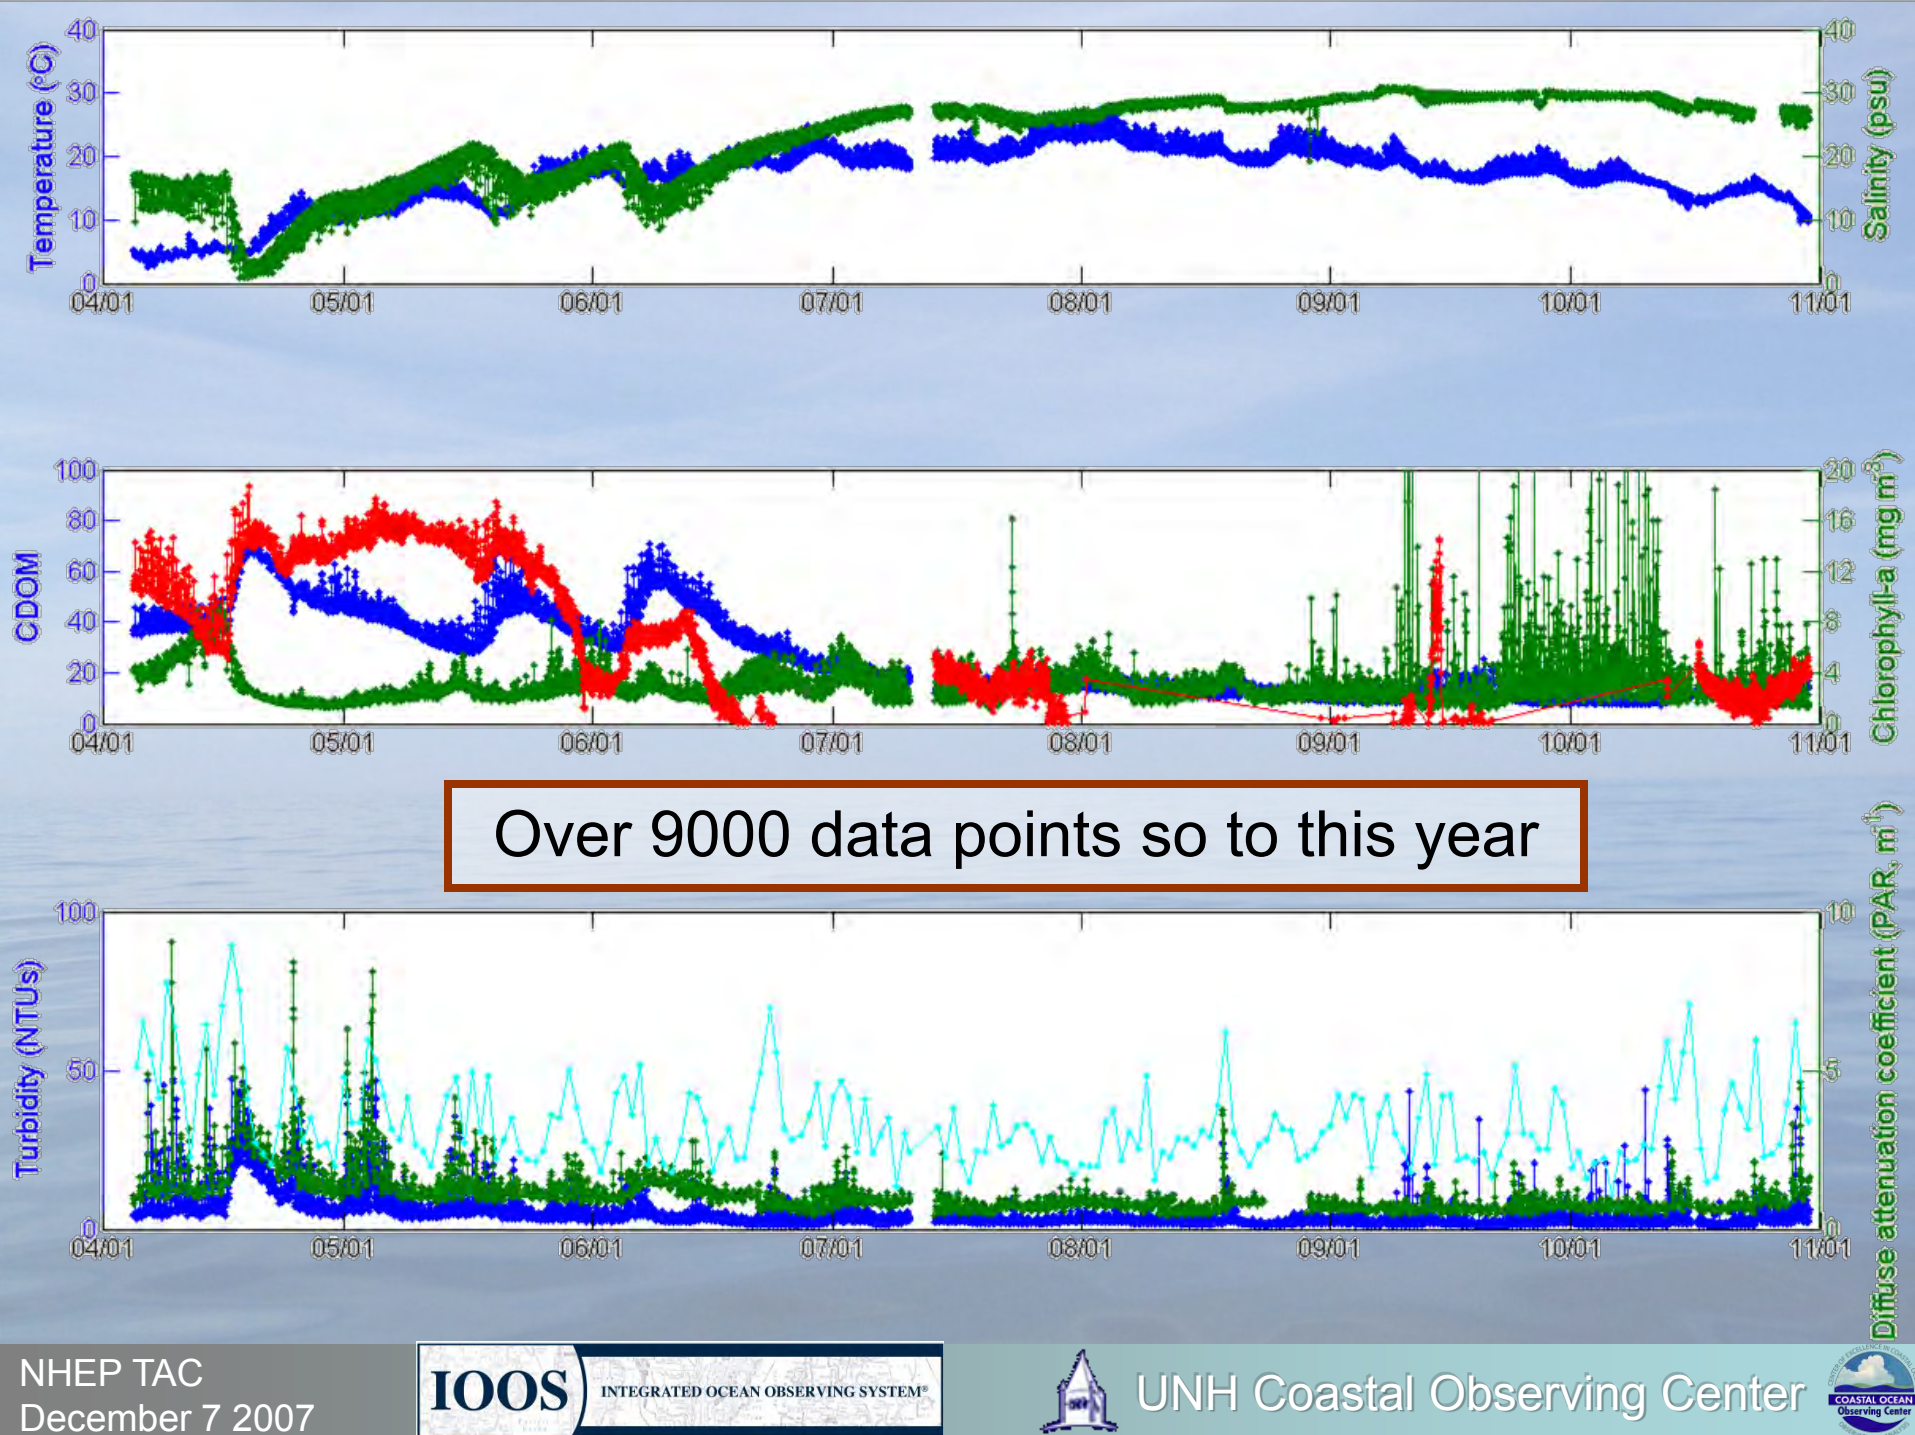 Temperature (°C)
40
30
20
10
0
40
30
20
10
0
Salinity (psu)
04/01 05/01 06/01 07/01 08/01 09/01 10/01 11/01
CDOM
100
80
60
40
20
0
20
16
12
8
4
0
Chlorophyll-a (mg m⁻³)
04/01 05/01 06/01 07/01 08/01 09/01 10/01 11/01
Over 9000 data points so to this year
Turbidity (NTUs)
100
50
0
10
5
0
Diffuse attenuation coefficient (PAR, m⁻¹)
04/01 05/01 06/01 07/01 08/01 09/01 10/01 11/01
NHEP TAC
December 7 2007
IOOS
INTEGRATED OCEAN OBSERVING SYSTEM®
UNH Coastal Observing Center
COASTAL OCEAN
Observing Center